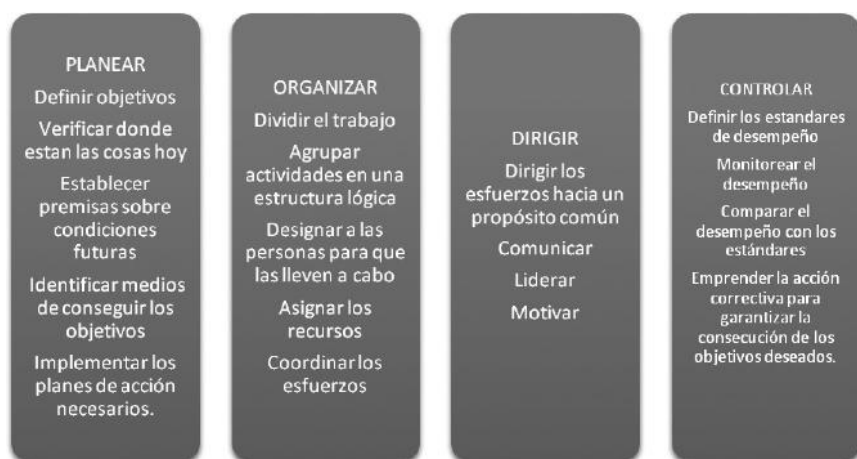 PLANEAR
Definir objetivos
Verificar donde
estan las cosas hoy
Establecer
premisas sobre
condiciones
futuras
Identificar medios
de conseguir los
objetivos
Implementar los
planes de acción
necesarios.
ORGANIZAR
Dividir el trabajo
Agrupar
actividades en una
estructura lógica
Designar a las
personas para que
las lleven a cabo
Asignar los
recursos
Coordinar los
esfuerzos
DIRIGIR
Dirigir los
esfuerzos hacia un
propósito común
Comunicar
Liderar
Motivar
CONTROLAR
Definir los estandares
de desempeño
Monitorear el
desempeño
Comparar el
desempeño con los
estándares
Emprender la acción
correctiva para
garantizar la
consecución de los
objetivos deseados.